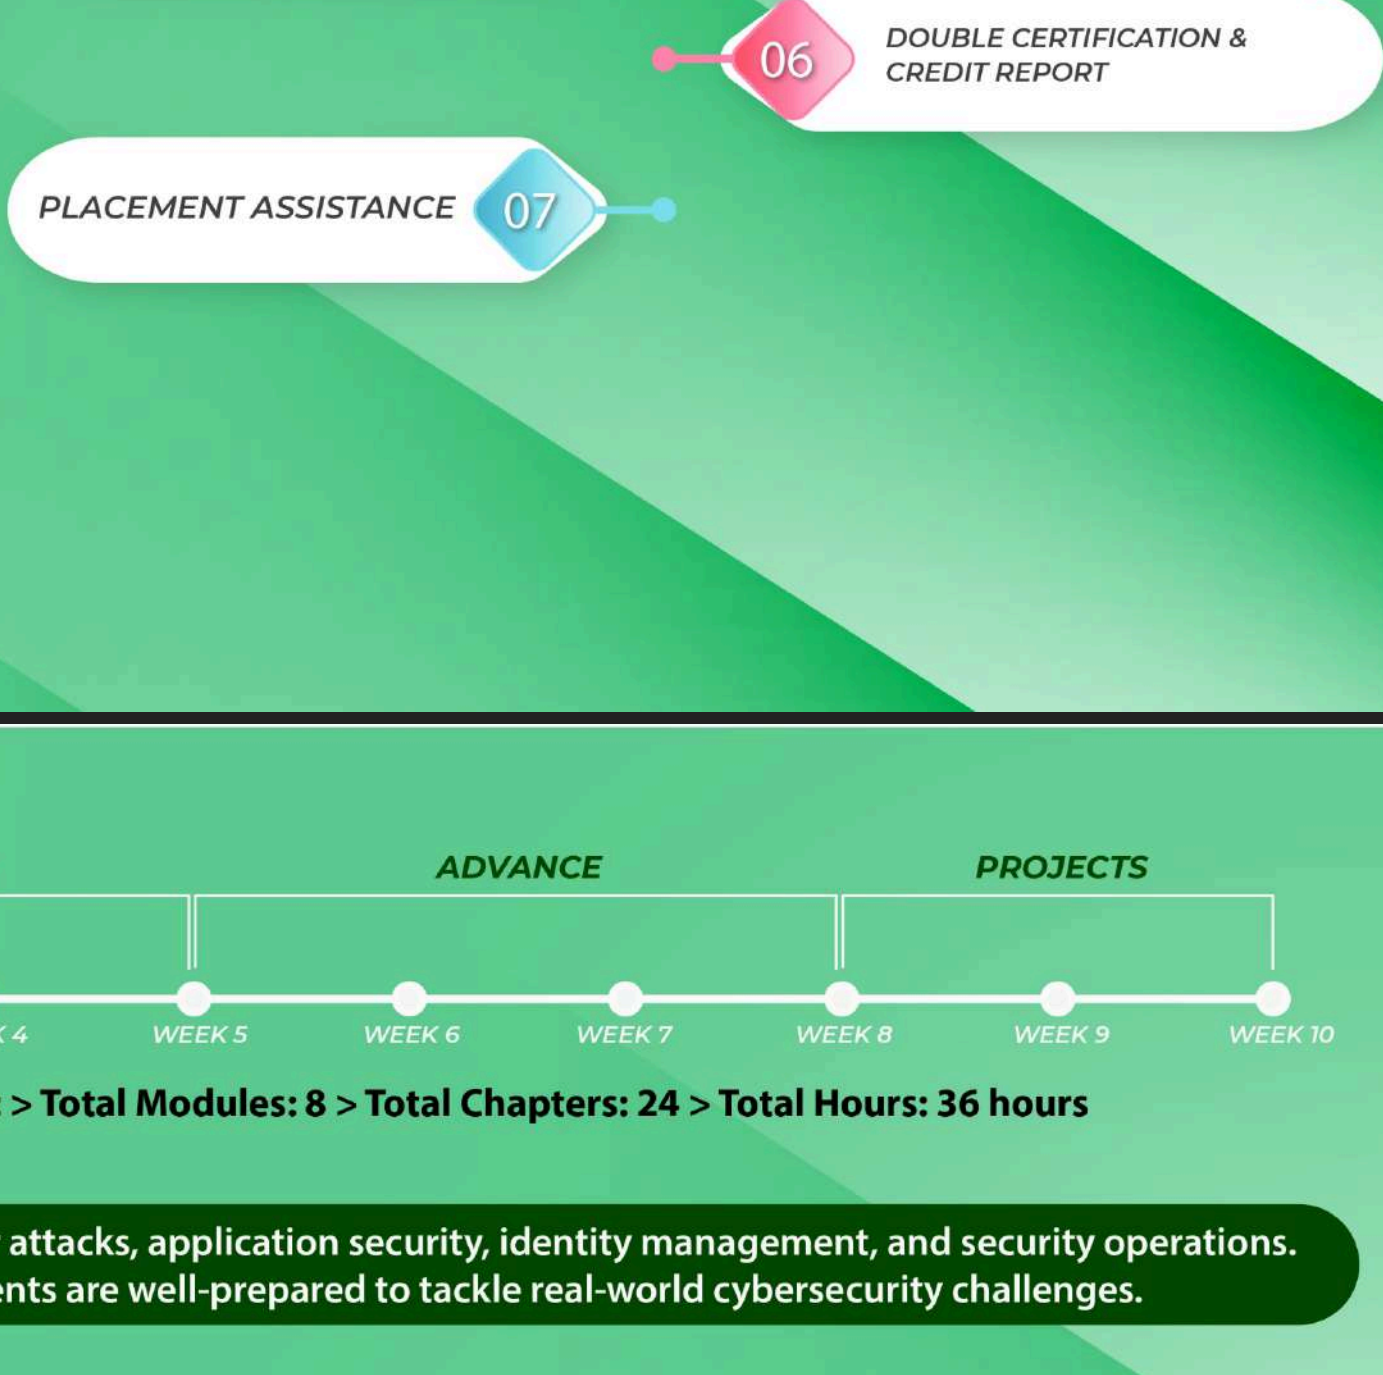 06
DOUBLE CERTIFICATION &
CREDIT REPORT
PLACEMENT ASSISTANCE
07
ADVANCE
PROJECTS
4
WEEK 5
WEEK 6
WEEK 7
WEEK 8
WEEK 9
WEEK 10
> Total Modules: 8 > Total Chapters: 24 > Total Hours: 36 hours
attacks, application security, identity management, and security operations.
are well-prepared to tackle real-world cybersecurity challenges.